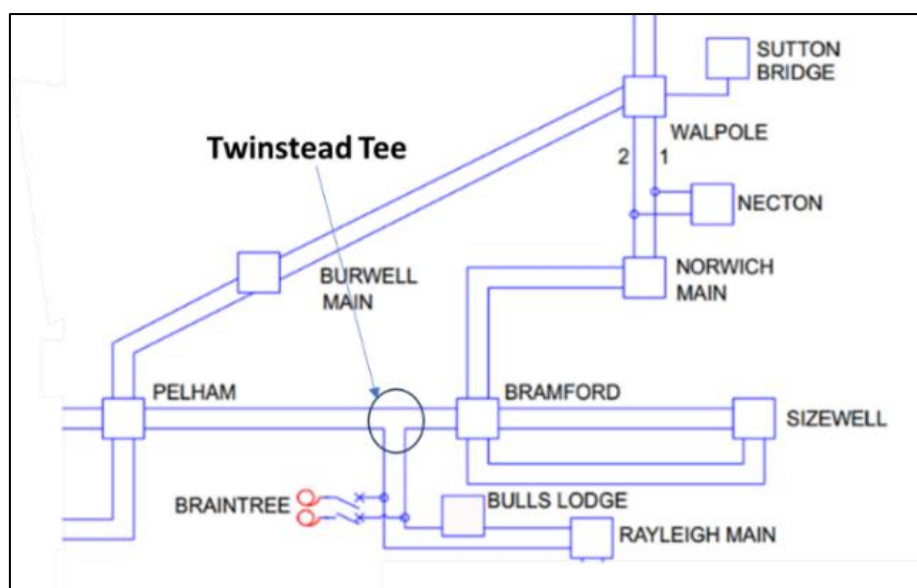 SUTTON
BRIDGE
WALPOLE
Twinstead Tee
2
1
NECTON
BURWELL
MAIN
NORWICH
MAIN
PELHAM
BRAMFORD
SIZEWELL
BRAINTREE
BULLS LODGE
RAYLEIGH MAIN